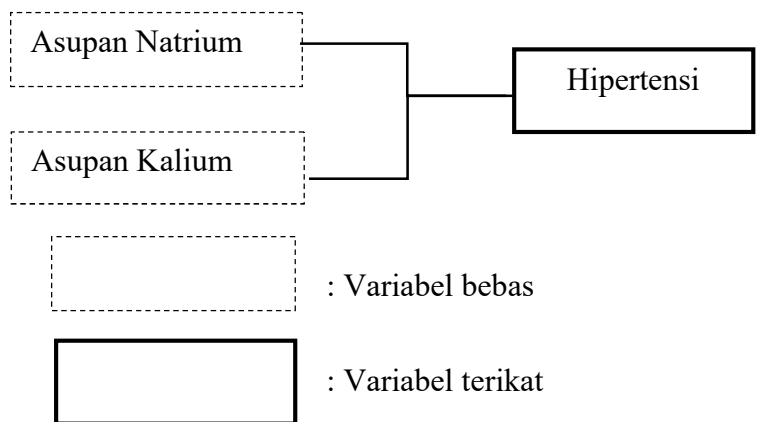 Asupan Natrium
Hipertensi
Asupan Kalium
: Variabel bebas
: Variabel terikat